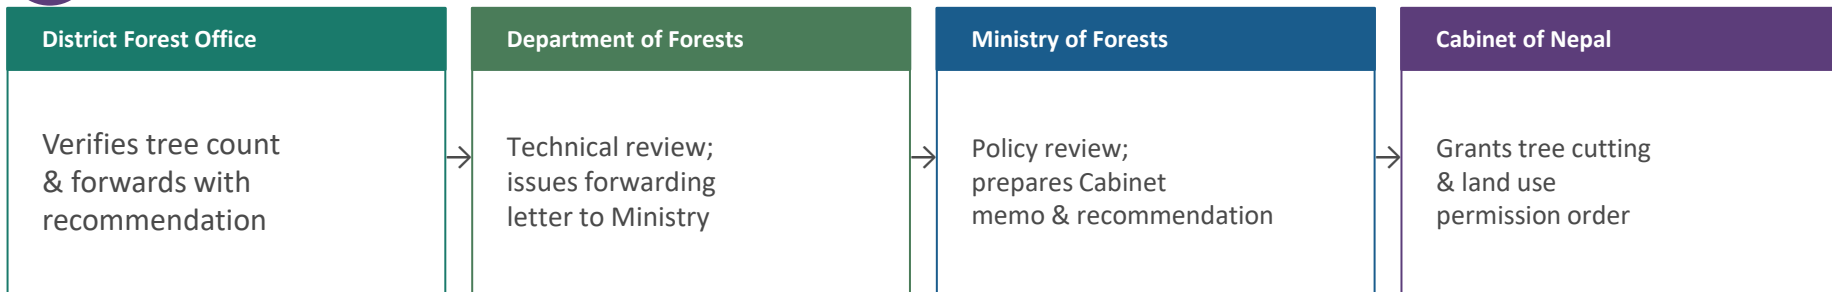 District Forest Office
Verifies tree count
& forwards with
recommendation
Department of Forests
Technical review;
issues forwarding
letter to Ministry
Ministry of Forests
Policy review;
prepares Cabinet
memo & recommendation
Cabinet of Nepal
Grants tree cutting
& land use
permission order